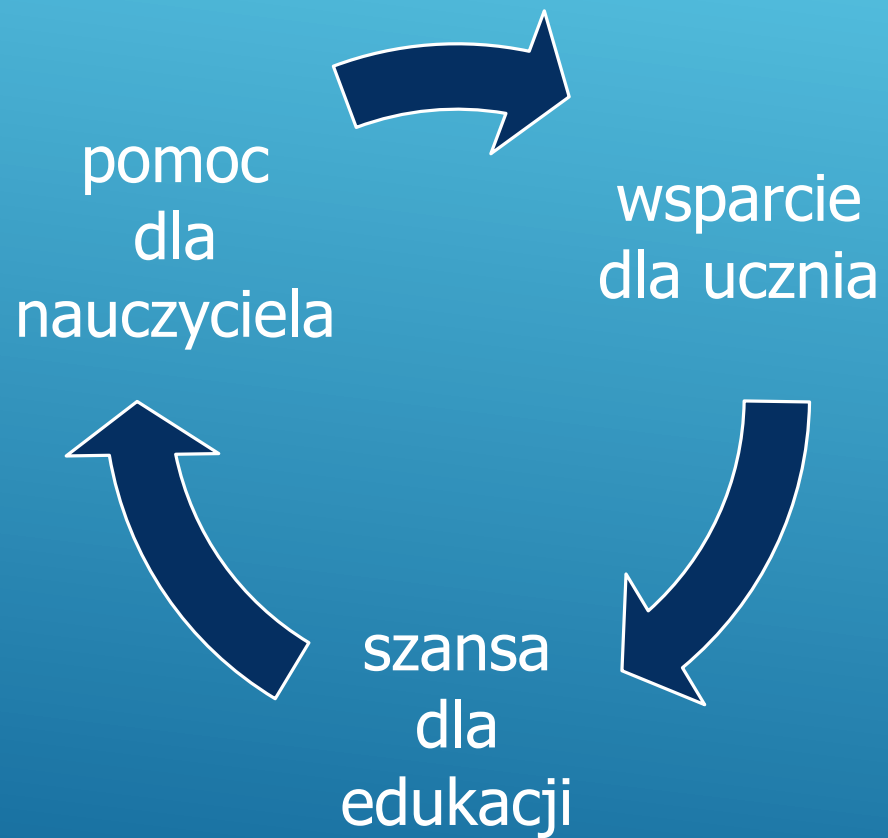 pomoc
dla
nauczyciela
wsparcie
dla ucznia
szansa
dla
edukacji